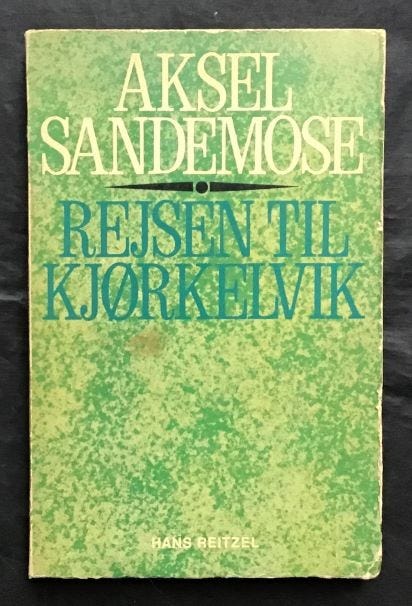 AKSEL
SANDEMOSE
REJSEN TIL
KJØRKELVIK
HANS REITZEL